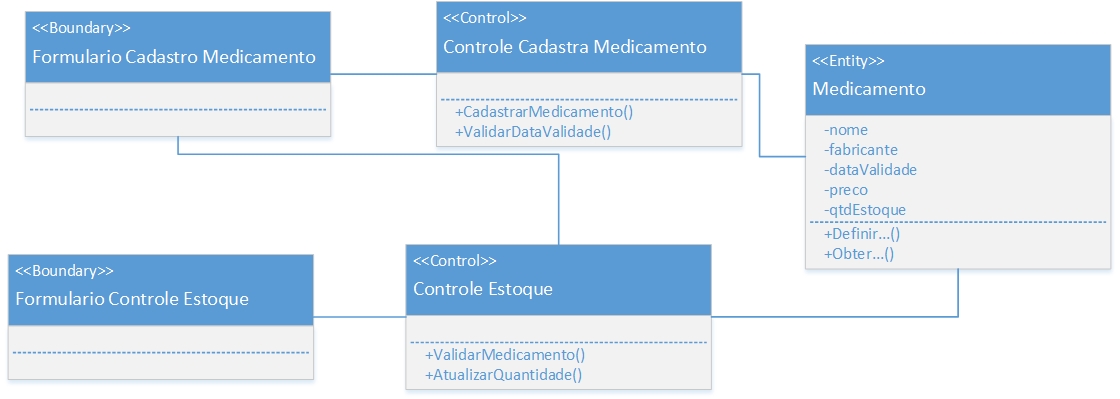 <<Boundary>>
Formulario Cadastro Medicamento
<<Control>>
Controle Cadastra Medicamento
+CadastrarMedicamento()
+ValidarDataValidade()
<<Entity>>
Medicamento
-nome
-fabricante
-dataValidade
-preco
-qtdEstoque
+Definir...()
+Obter...()
<<Boundary>>
Formulario Controle Estoque
<<Control>>
Controle Estoque
+ValidarMedicamento()
+AtualizarQuantidade()